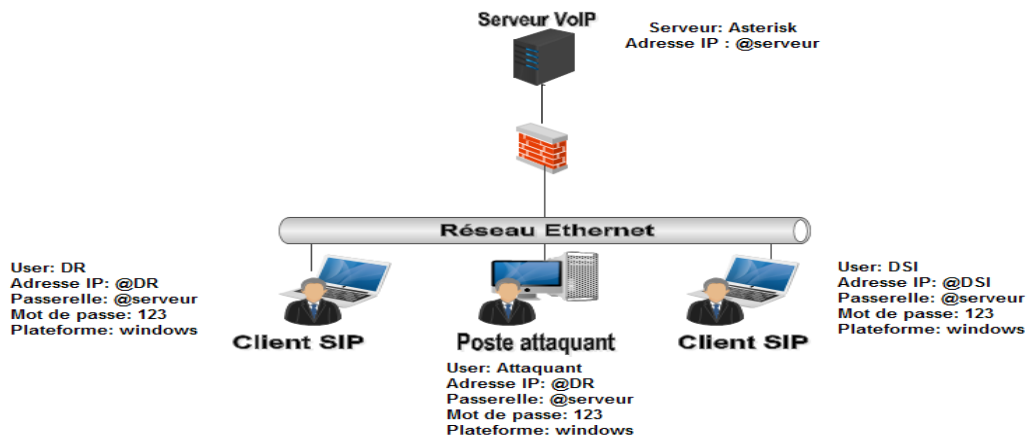 Serveur VoIP
Serveur: Asterisk
Adresse IP : @serveur
Réseau Ethernet
User: DR
Adresse IP: @DR
Passerelle: @serveur
Mot de passe: 123
Plateforme: windows
Client SIP
Poste attaquant
User: Attaquant
Adresse IP: @DR
Passerelle: @serveur
Mot de passe: 123
Plateforme: windows
Client SIP
User: DSI
Adresse IP: @DSI
Passerelle: @serveur
Mot de passe: 123
Plateforme: windows